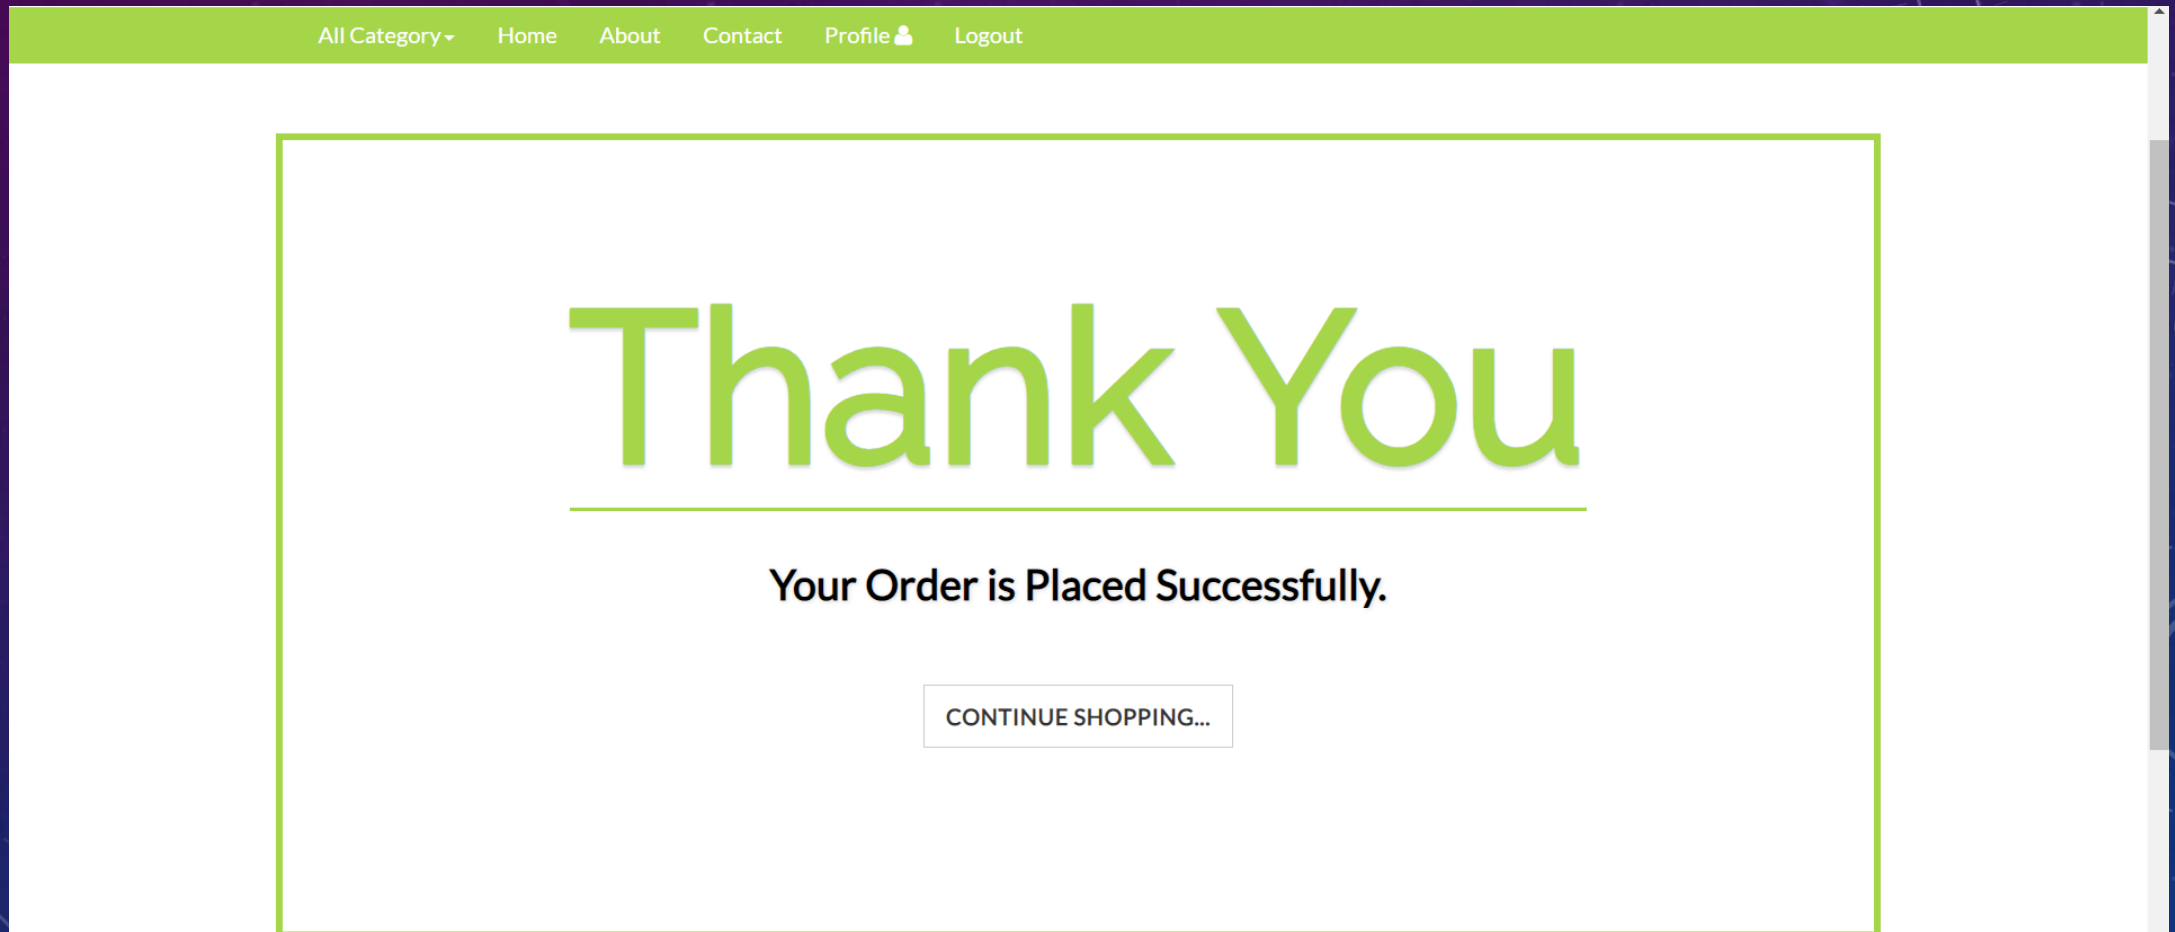 All Category Home About Contact Profile Logout
Thank You
Your Order is Placed Successfully.
CONTINUE SHOPPING...